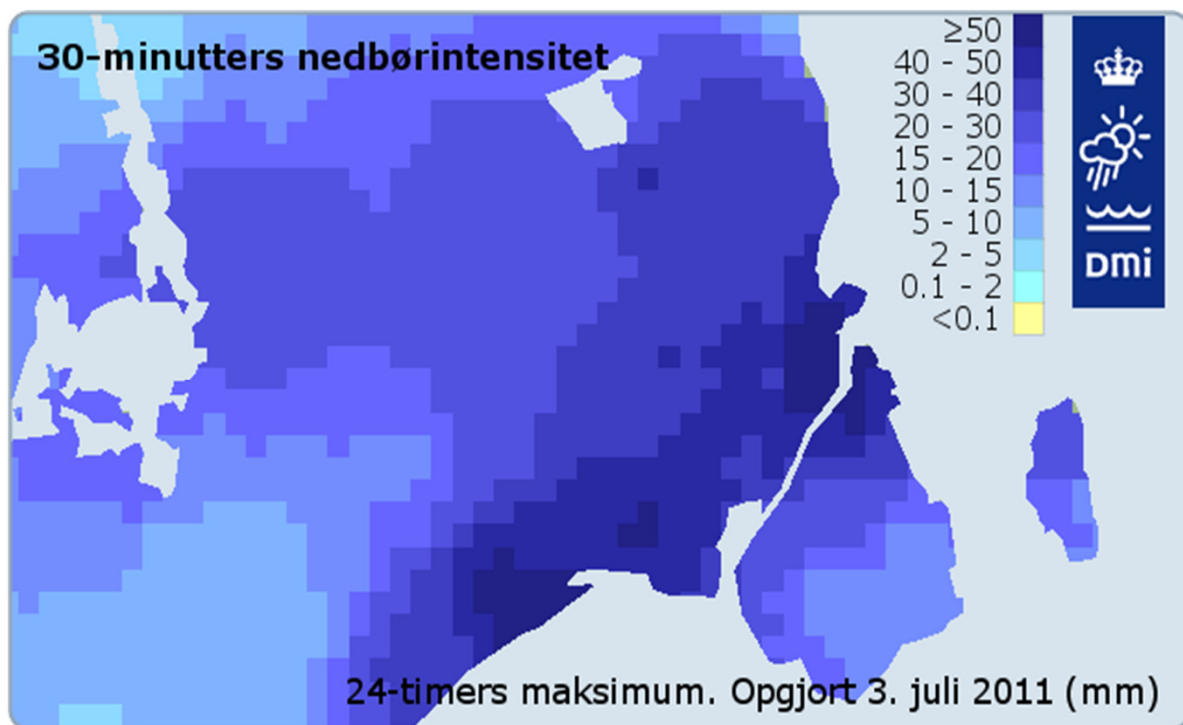 30-minutters nedbørintensitet
≥50
40 - 50
30 - 40
20 - 30
15 - 20
10 - 15
5 - 10
2 - 5
0.1 - 2
<0.1
DMi
24-timers maksimum. Opgjort 3. juli 2011 (mm)